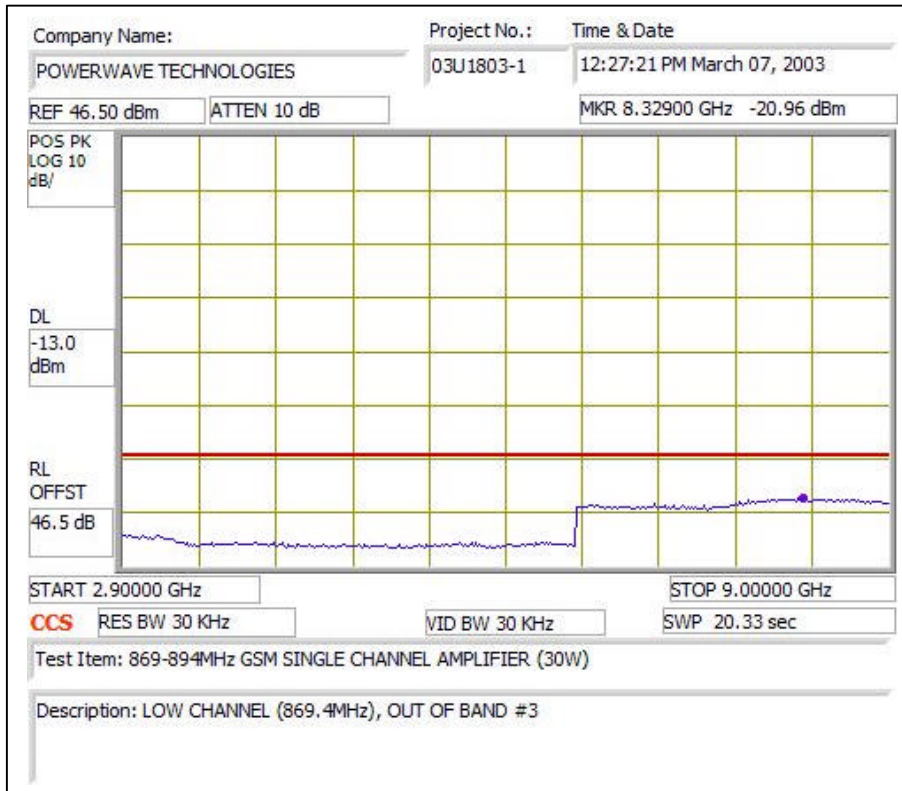 Company Name:
Project No.:
Time & Date
POWERWAVE TECHNOLOGIES
03U1803-1
12:27:21 PM March 07, 2003
REF 46.50 dBm
ATTEN 10 dB
MKR 8.32900 GHz -20.96 dBm
POS PK
LOG 10
dB/
DL
-13.0
dBm
RL
OFFST
46.5 dB
START 2.90000 GHz
STOP 9.00000 GHz
CCS
RES BW 30 KHz
VID BW 30 KHz
SWP 20.33 sec
Test Item: 869-894MHz GSM SINGLE CHANNEL AMPLIFIER (30W)
Description: LOW CHANNEL (869.4MHz), OUT OF BAND #3